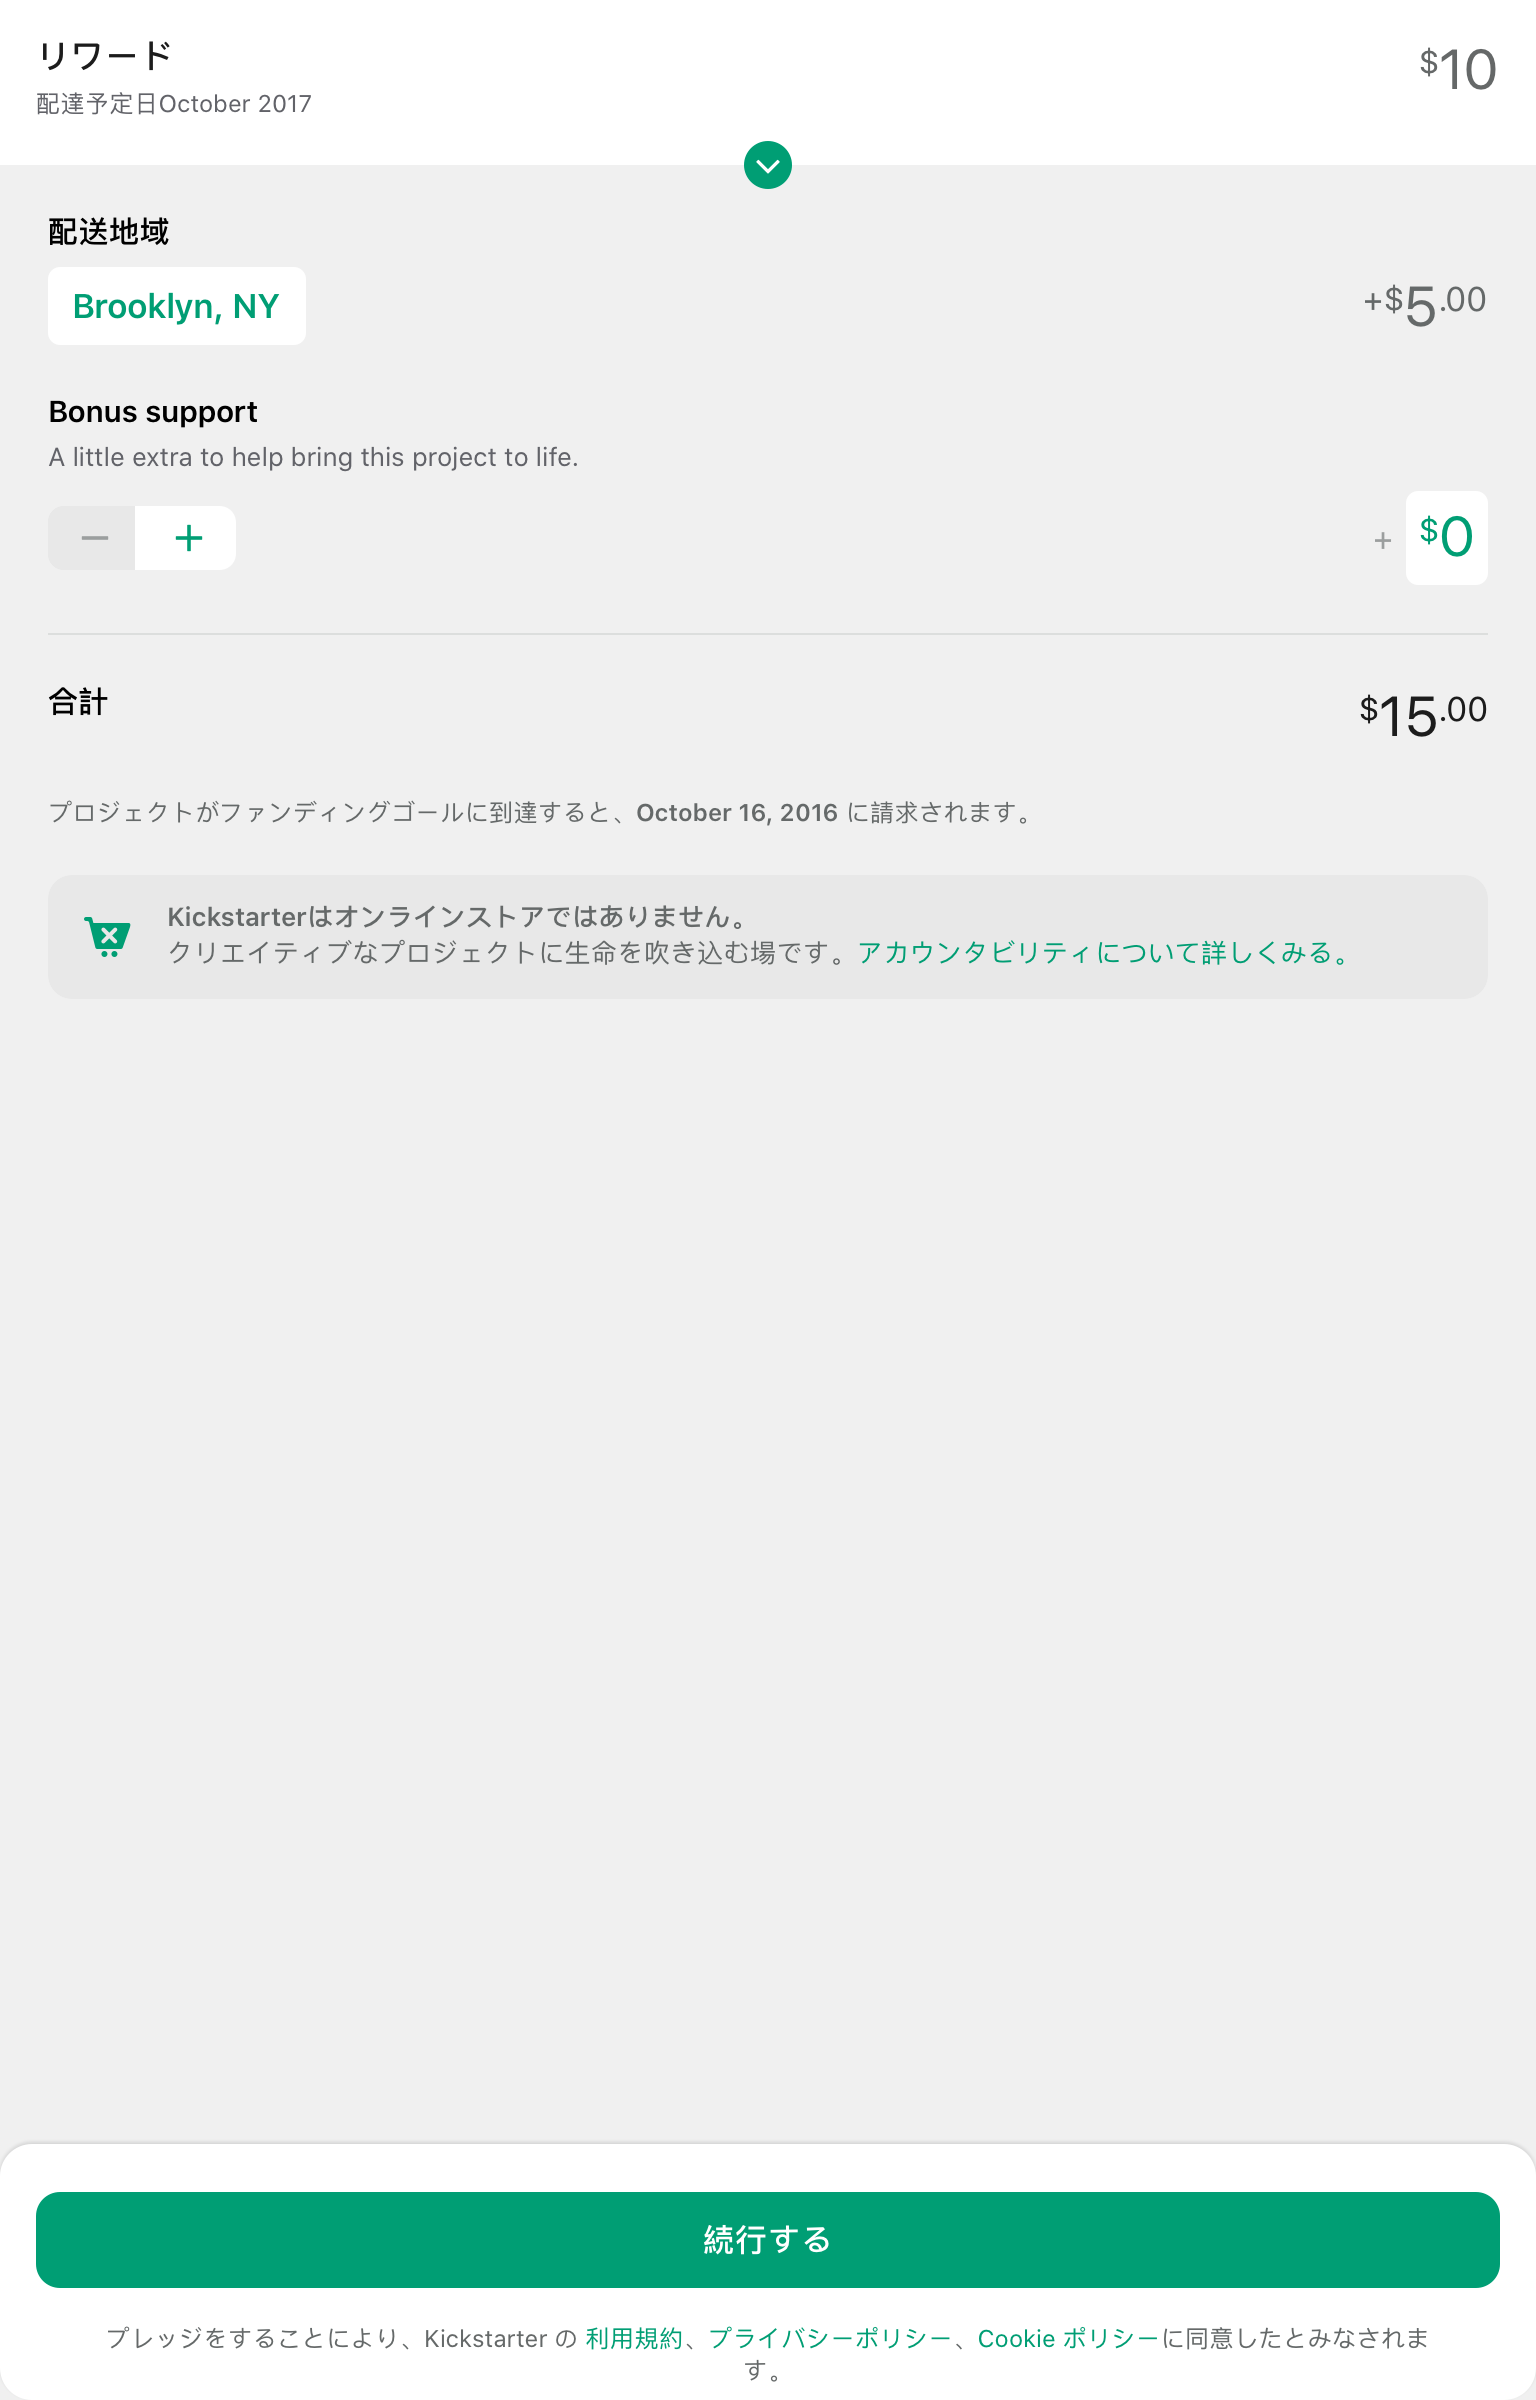 リワード
$10
配達予定日October 2017
配送地域
Brooklyn, NY
+$5.00
Bonus support
A little extra to help bring this project to life.
− +
+ $0
合計
$15.00
プロジェクトがファンディングゴールに到達すると、October 16, 2016 に請求されます。
Kickstarterはオンラインストアではありません。
クリエイティブなプロジェクトに生命を吹き込む場です。アカウンタビリティについて詳しくみる。
続行する
プレッジをすることにより、Kickstarter の 利用規約、プライバシーポリシー、Cookie ポリシーに同意したとみなされま
す。